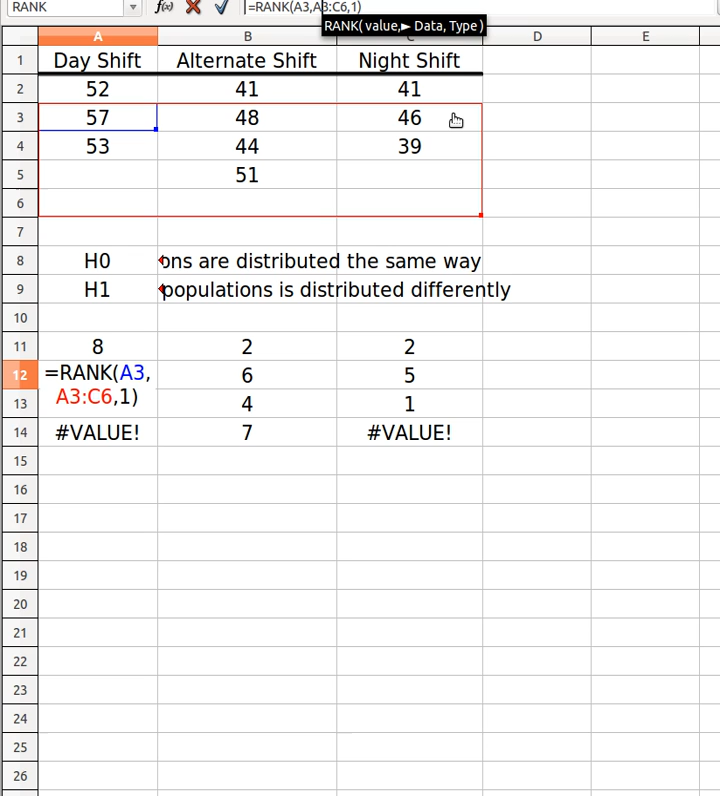 RANK =RANK(A3,A3:C6,1)
RANK( value,► Data, Type )
A B C D E
1 Day Shift Alternate Shift Night Shift
2 52 41 41
3 57 48 46
4 53 44 39
5 51
6
7
8 H0 ons are distributed the same way
9 H1 populations is distributed differently
10
11 8 2 2
12 =RANK(A3, 6 5
A3:C6,1)
13 4 1
14 #VALUE! 7 #VALUE!
15
16
17
18
19
20
21
22
23
24
25
26